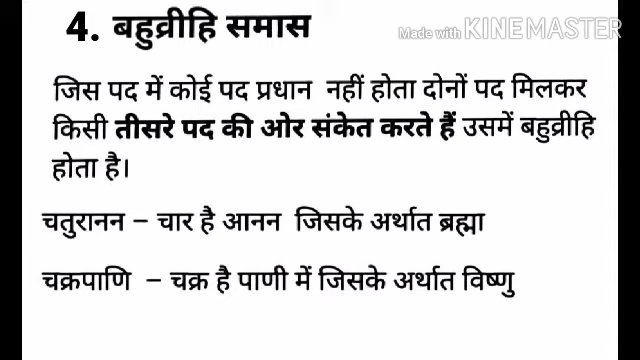 4. बहुव्रीहि समास
Made with KINEMASTER
जिस पद में कोई पद प्रधान नहीं होता दोनों पद मिलकर
किसी तीसरे पद की ओर संकेत करते हैं उसमें बहुव्रीहि
होता है।
चतुरानन – चार है आनन जिसके अर्थात ब्रह्मा
चक्रपाणि – चक्र है पाणी में जिसके अर्थात विष्णु